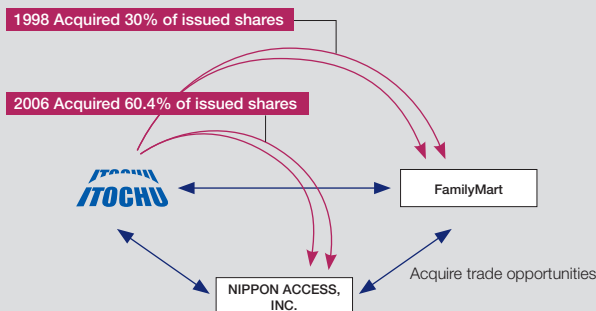 1998 Acquired 30% of issued shares
2006 Acquired 60.4% of issued shares
ITOCHU
ITOCHU
FamilyMart
Acquire trade opportunities
NIPPON ACCESS,
INC.